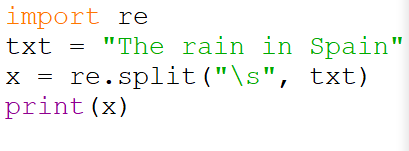 import re
txt = "The rain in Spain"
x = re.split("\s", txt)
print(x)